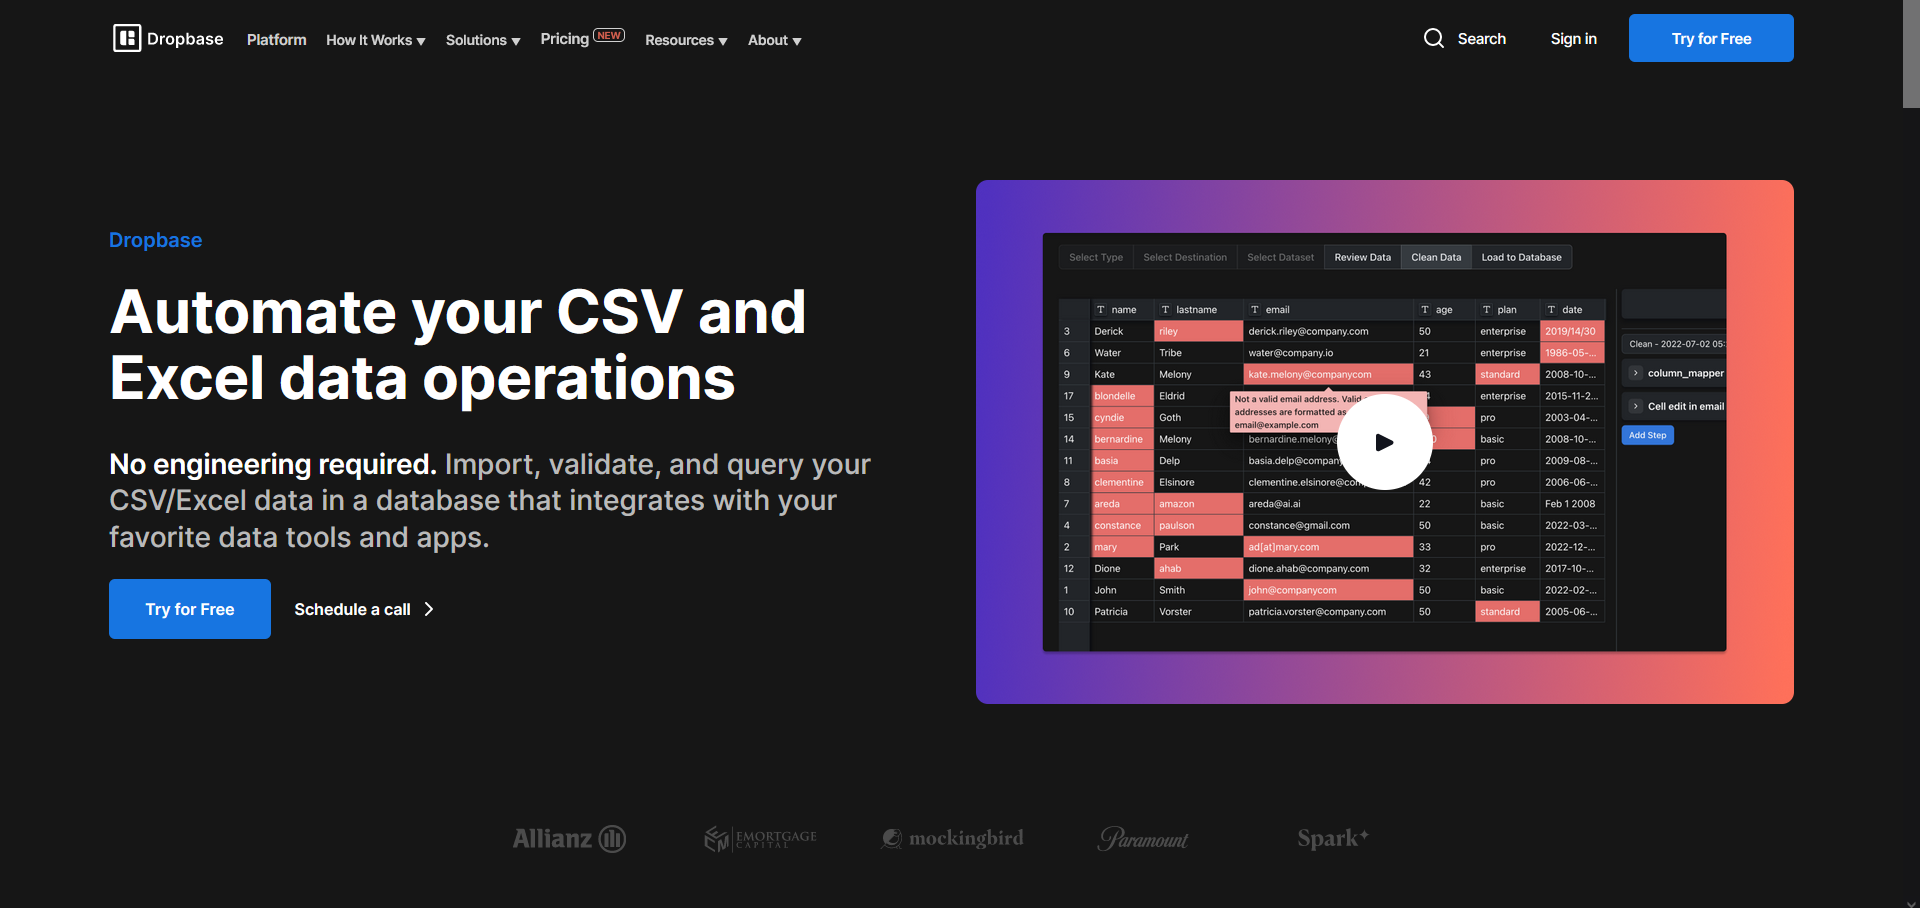 Dropbase
Platform
How It Works
Solutions
Pricing NEW
Resources
About
Search
Sign in
Try for Free
Dropbase
Automate your CSV and
Excel data operations
No engineering required. Import, validate, and query your
CSV/Excel data in a database that integrates with your
favorite data tools and apps.
Try for Free
Schedule a call
Select Type Select Destination Select Dataset Review Data Clean Data Load to Database
T name T lastname T email T age T plan T date
3 Derick riley derick.riley@company.com 50 enterprise 2019/14/30
6 Water Tribe water@company.io 21 enterprise 1986-05-...
9 Kate Melony kate.melony@companycom 43 standard 2008-10-...
17 blondelle Eldrid enterprise 2015-11-2...
15 cyndie Goth pro 2003-04-...
14 bernardine Melony bernardine.melony@ basic 2008-10-...
11 basia Delp basia.delp@company pro 2009-08-...
8 clementine Elsinore clementine.elsinore@com 42 pro 2006-06-...
7 areda amazon areda@ai.ai 22 basic Feb 1 2008
4 constance paulson constance@gmail.com 50 basic 2022-03-...
2 mary Park ad[at]mary.com 33 pro 2022-12-...
12 Dione ahab dione.ahab@company.com 32 enterprise 2017-10-...
1 John Smith john@companycom 50 basic 2022-02-...
10 Patricia Vorster patricia.vorster@company.com 50 standard 2005-06-...
Not a valid email address. Valid
addresses are formatted as
email@example.com
Clean - 2022-07-02 05:
column_mapper
Cell edit in email
Add Step
Allianz
EMORTGAGE
CAPITAL
mockingbird
Paramount
Spark